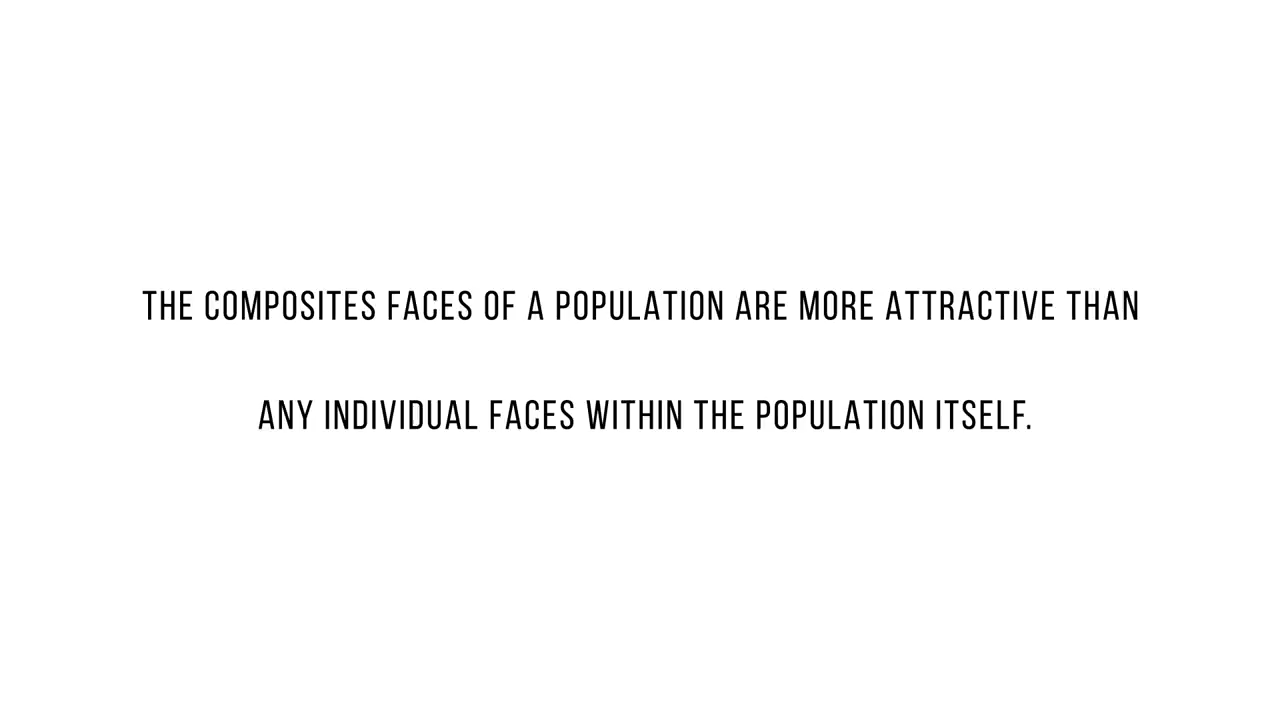 THE COMPOSITES FACES OF A POPULATION ARE MORE ATTRACTIVE THAN
ANY INDIVIDUAL FACES WITHIN THE POPULATION ITSELF.